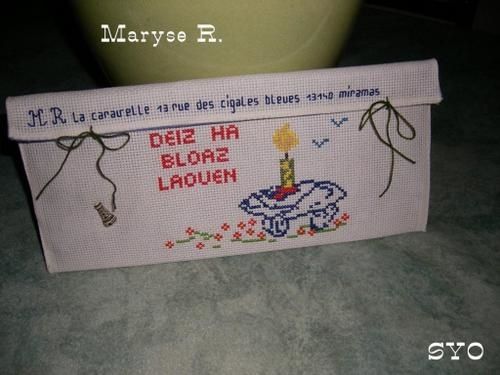 Maryse R.
M R la caravelle 13 rue des cigales bleues 13140 miramas
DEIZ HA
BLOAZ
LAOUEN
SYO